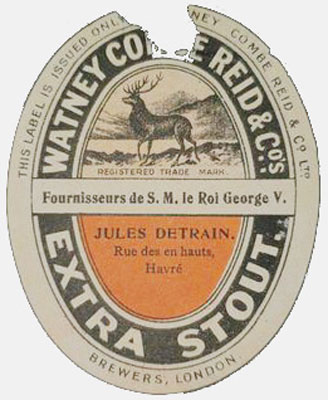 THIS LABEL IS ISSUED ONLY NEY COMBE REID & Co LTD
WATNEY CO E REID & Co's
REGISTERED TRADE MARK.
Fournisseurs de S. M. le Roi George V.
JULES DETRAIN.
Rue des en hauts,
Havré
EXTRA STOUT.
BREWERS, LONDON.